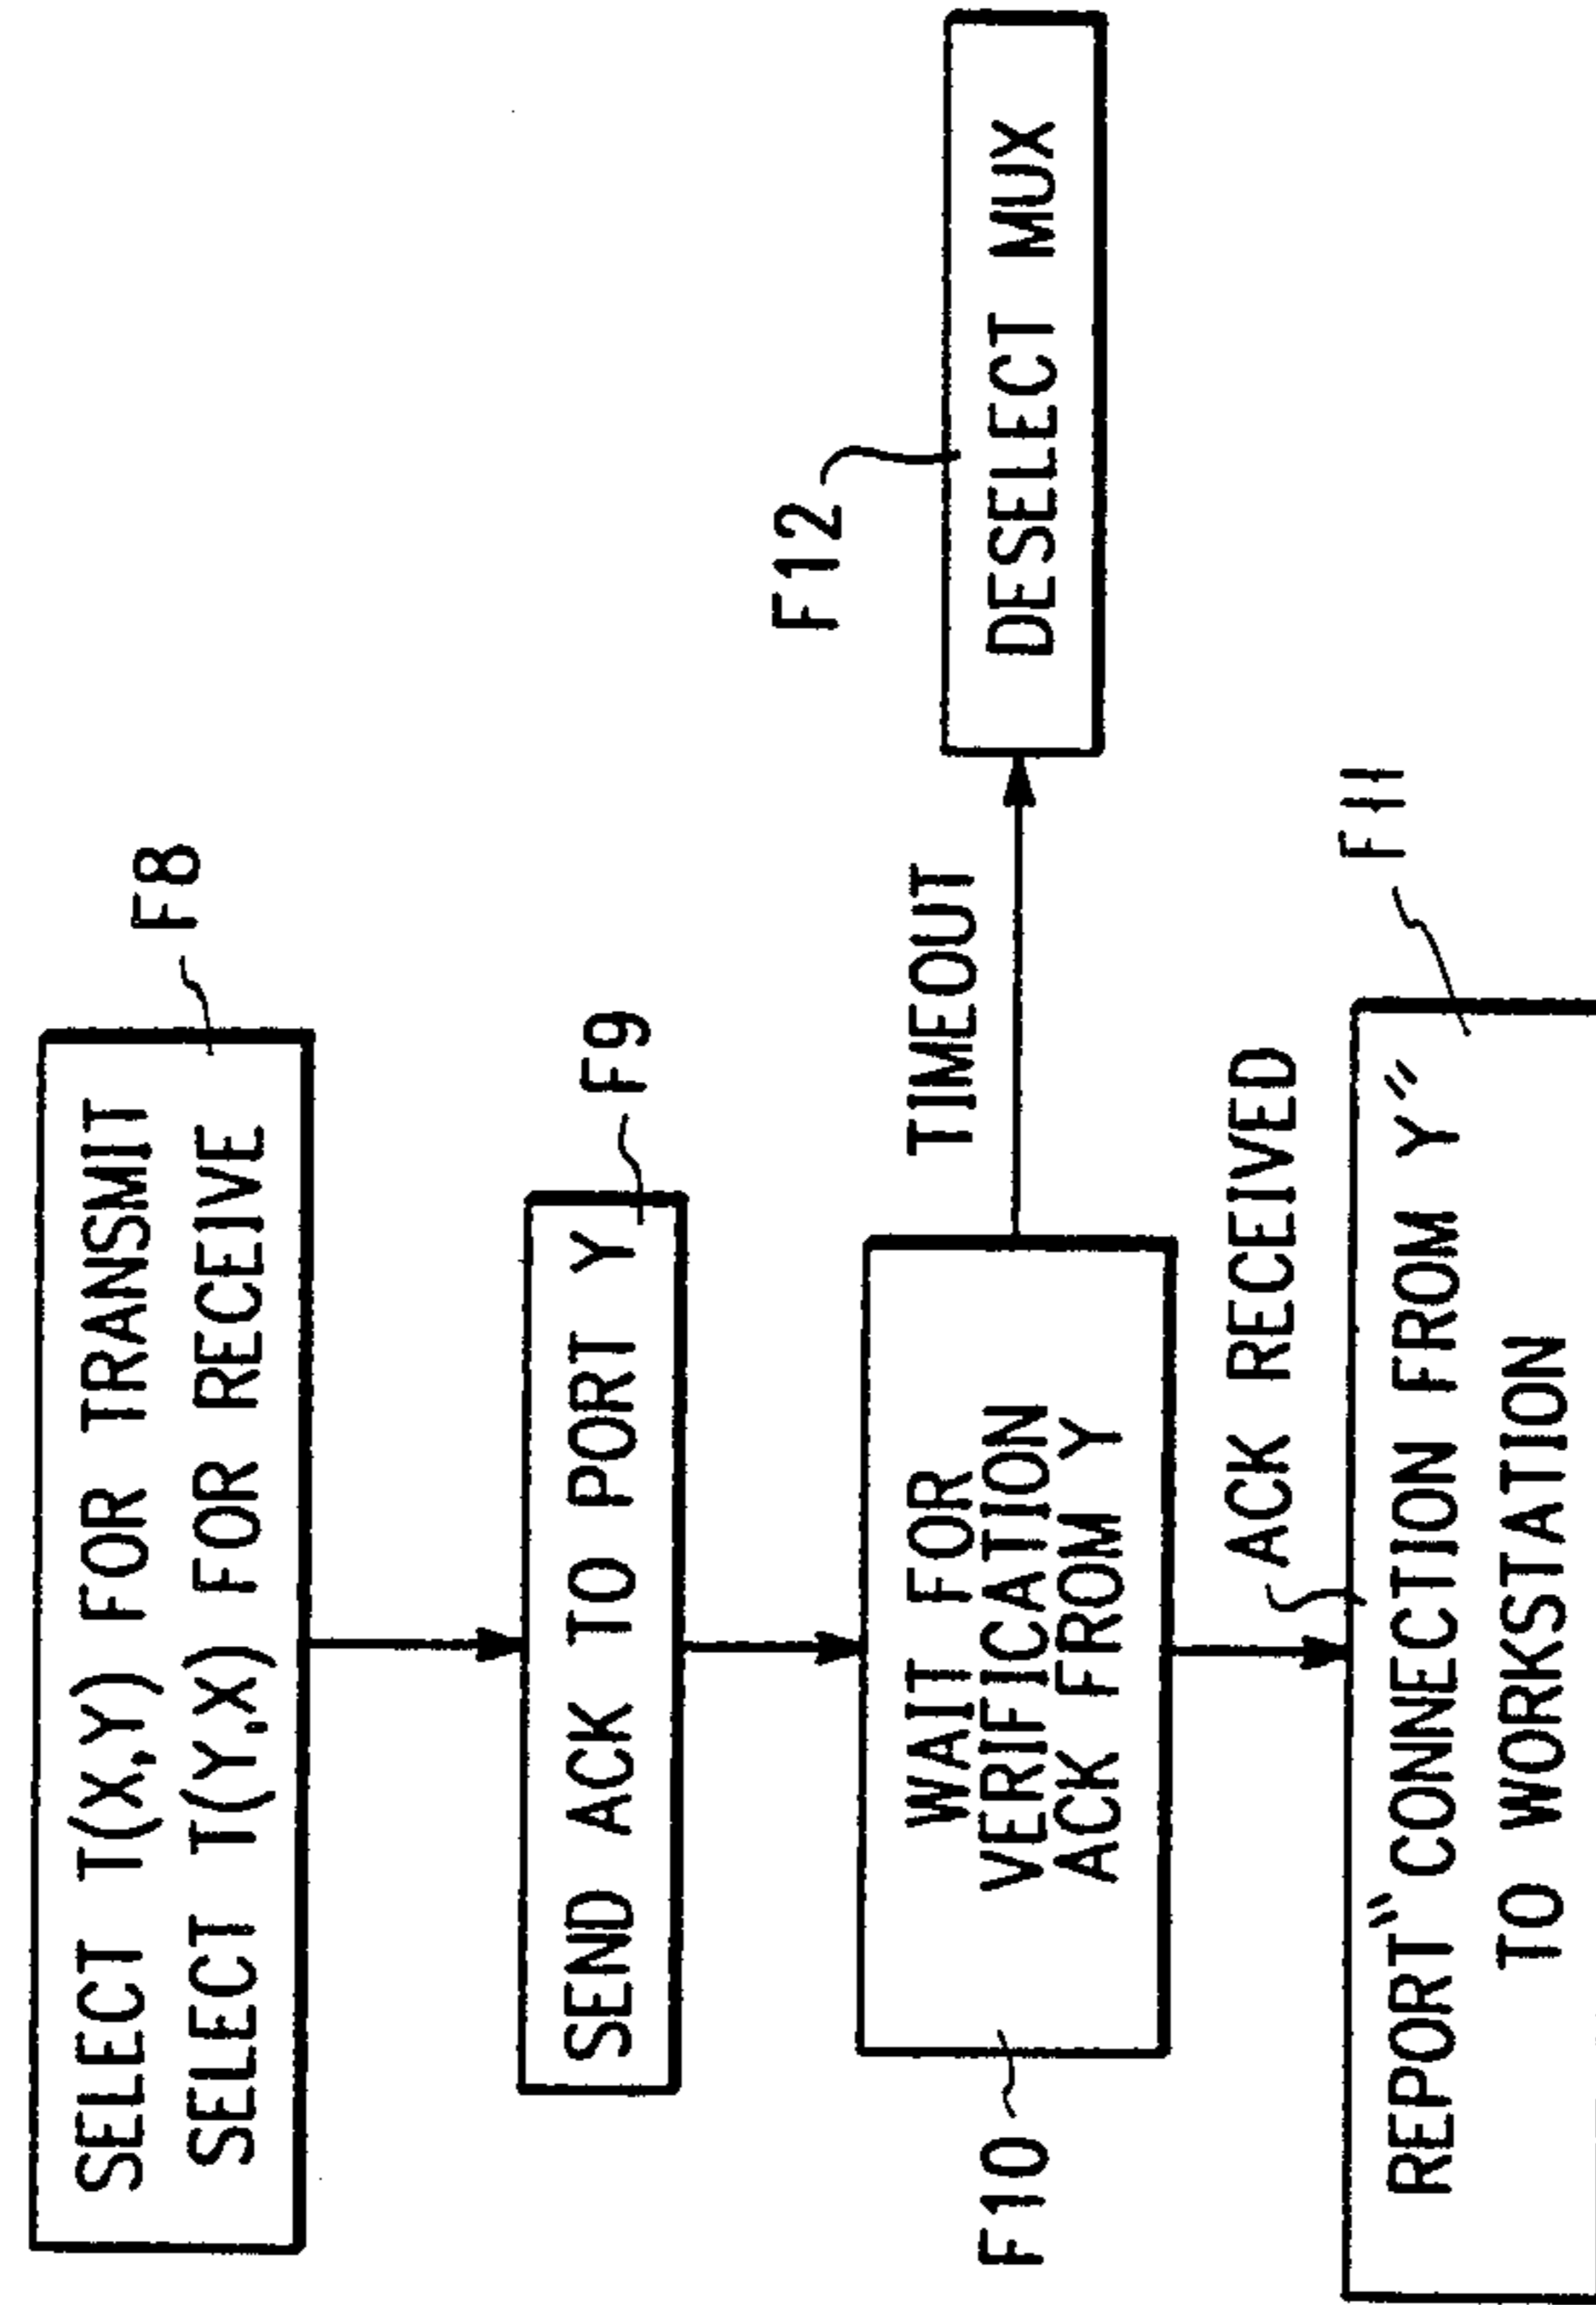 SELECT T(X,Y) FOR TRANSMIT
SELECT T(Y,X) FOR RECEIVE
F8
SEND ACK TO PORT Y
F9
WAIT FOR
VERIFICATION
ACK FROM Y
F10
TIMEOUT
DESELECT MUX
F12
ACK RECEIVED
REPORT "CONNECTION FROM Y"
TO WORKSTATION
F11